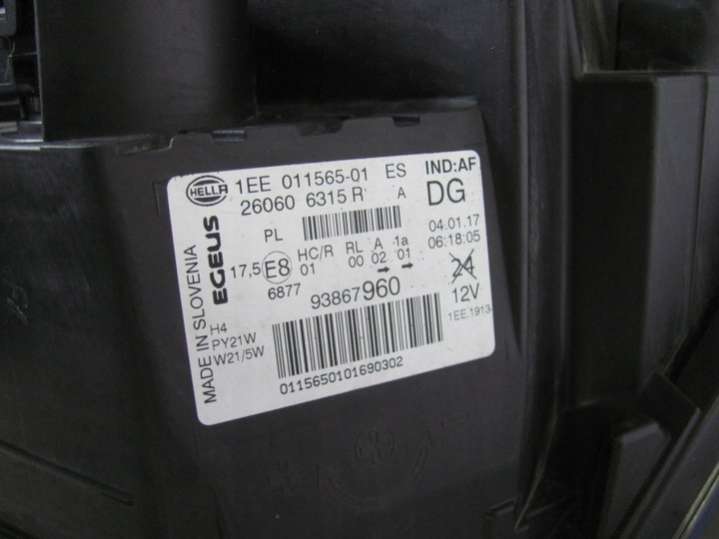 HELLA
1EE 011565-01 ES IND:AF
26060 6315 R A DG
PL
04.01.17
06:18:05
17,5 E8 HC/R RL A 1a
01 00 02 01
6877
93867960
24
12V
1EE.1913
H4
PY21W
W21/5W
0115650101690302
MADE IN SLOVENIA
EGEUS